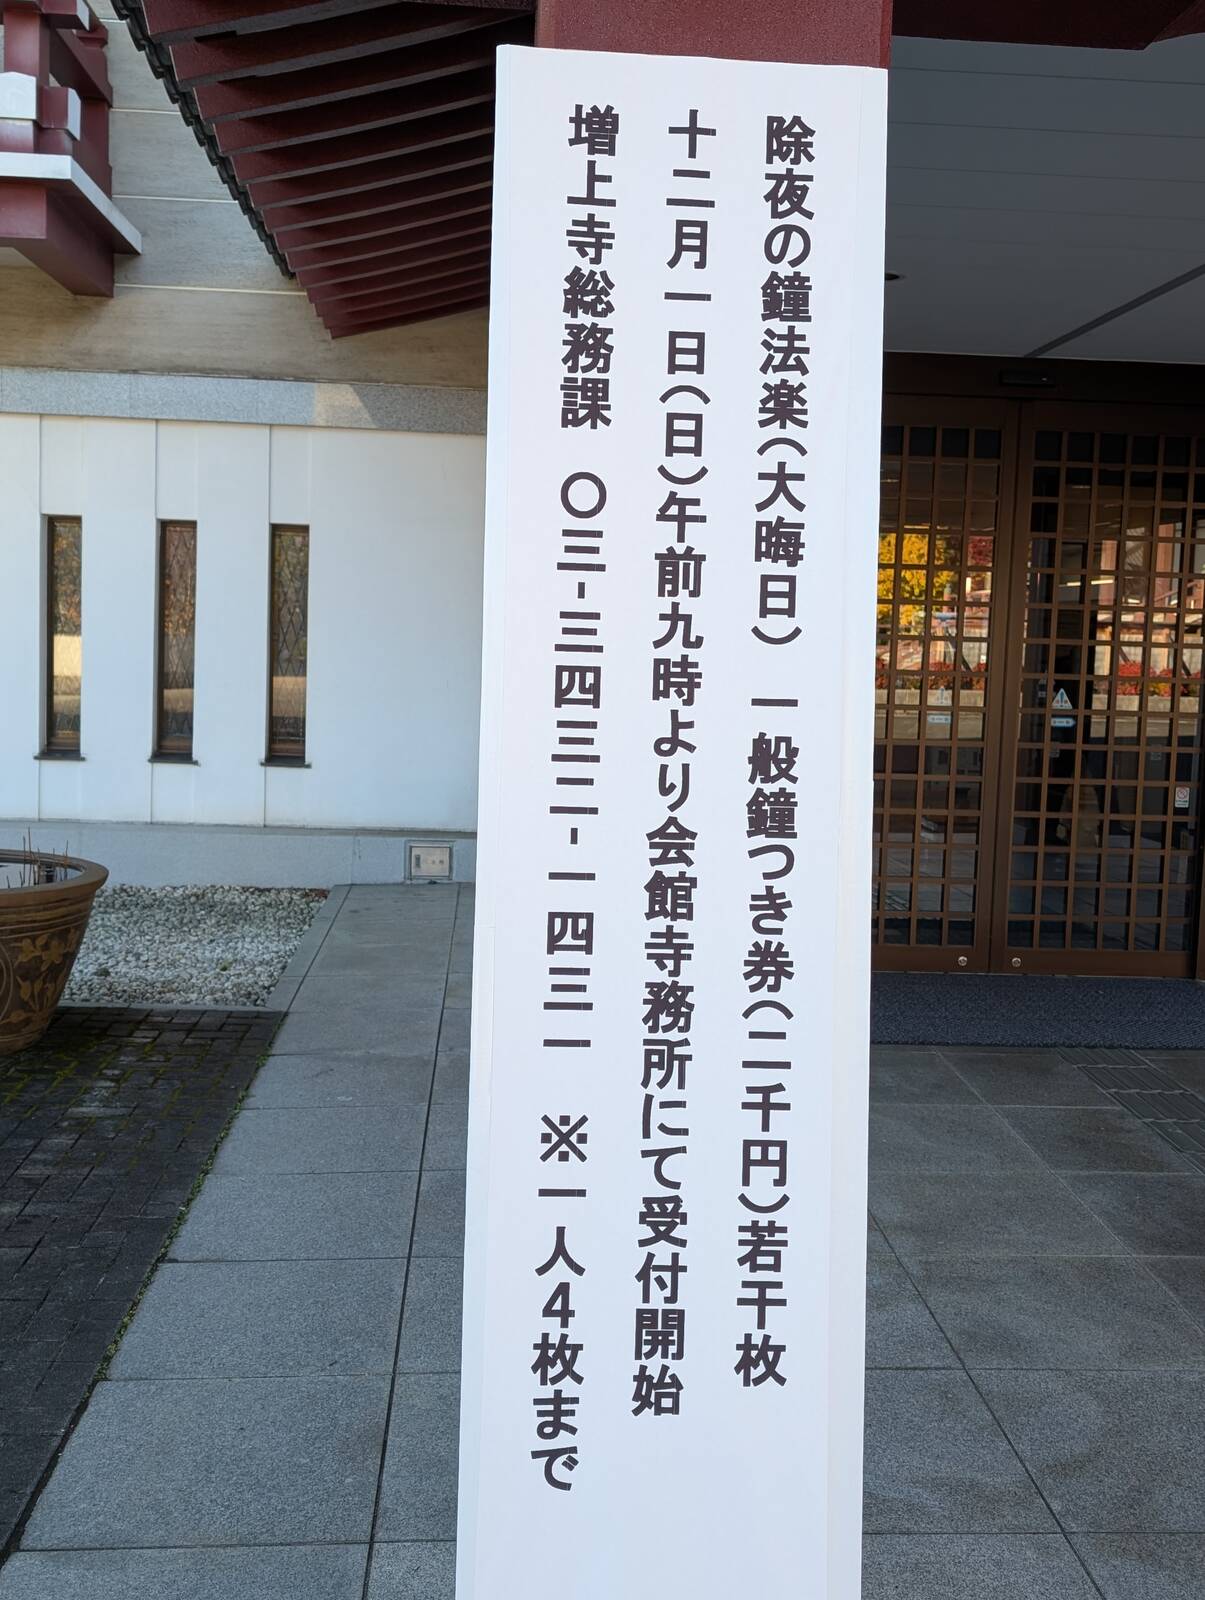 除夜の鐘法楽(大晦日) 一般鐘つき券(二千円)若干枚
十二月一日(日)午前九時より会館寺務所にて受付開始
増上寺総務課 〇三-三四三二-一四三一 ※一人4枚まで